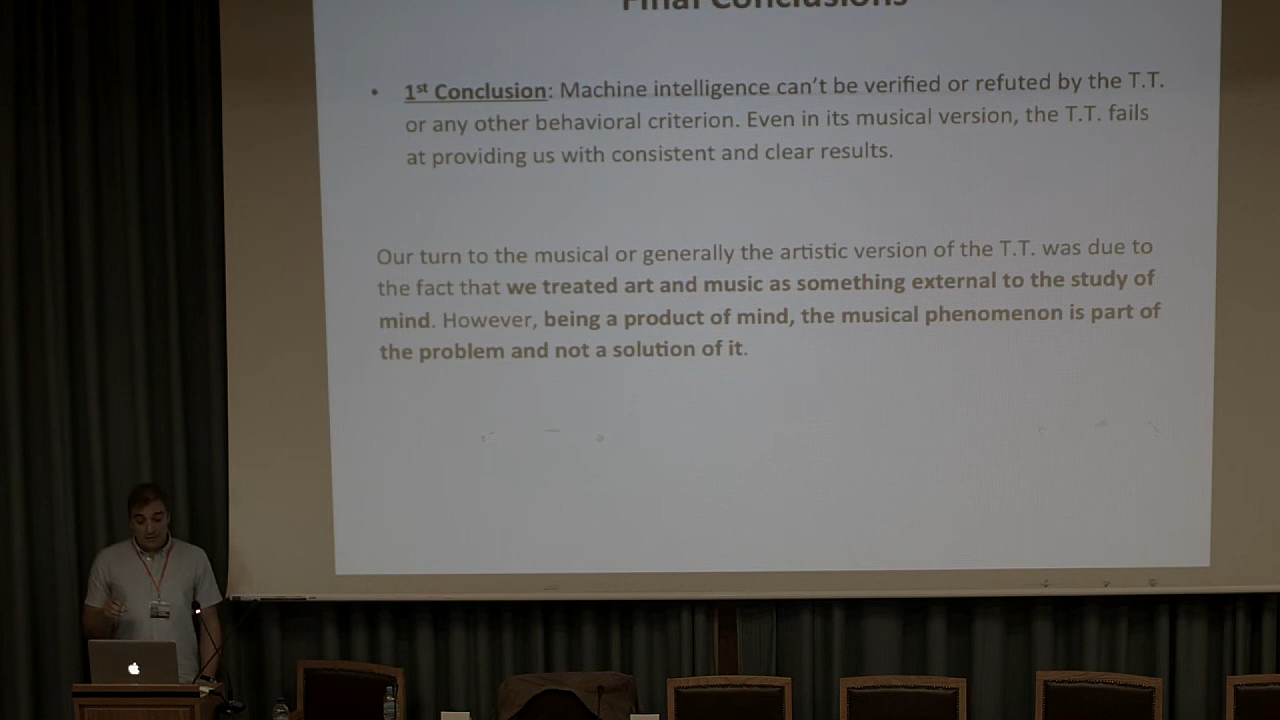 Final Conclusions
• 1st Conclusion: Machine intelligence can't be verified or refuted by the T.T.
or any other behavioral criterion. Even in its musical version, the T.T. fails
at providing us with consistent and clear results.
Our turn to the musical or generally the artistic version of the T.T. was due to
the fact that we treated art and music as something external to the study of
mind. However, being a product of mind, the musical phenomenon is part of
the problem and not a solution of it.